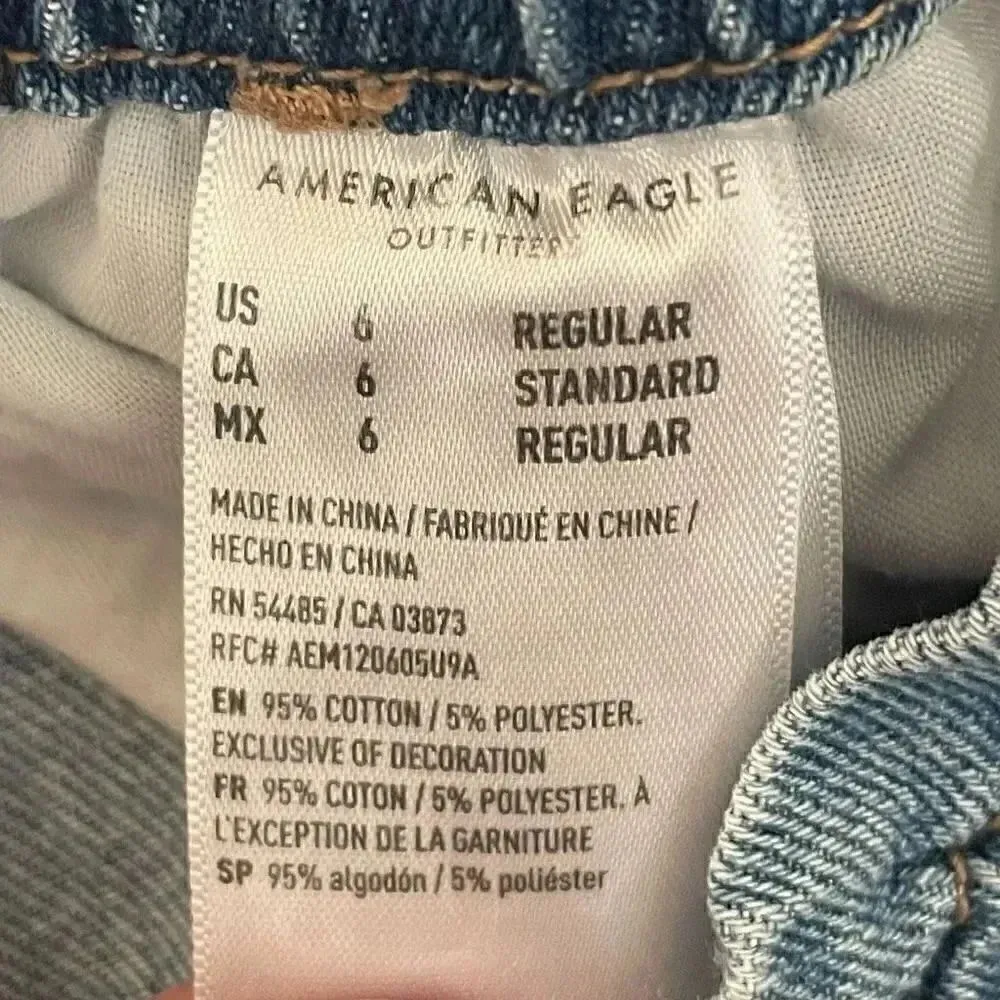 AMERICAN EAGLE
OUTFITTERS
US 6 REGULAR
CA 6 STANDARD
MX 6 REGULAR
MADE IN CHINA / FABRIQUÉ EN CHINE /
HECHO EN CHINA
RN 54485 / CA 03873
RFC# AEM120605U9A
EN 95% COTTON / 5% POLYESTER.
EXCLUSIVE OF DECORATION
FR 95% COTON / 5% POLYESTER. À
L'EXCEPTION DE LA GARNITURE
SP 95% algodón / 5% poliéster